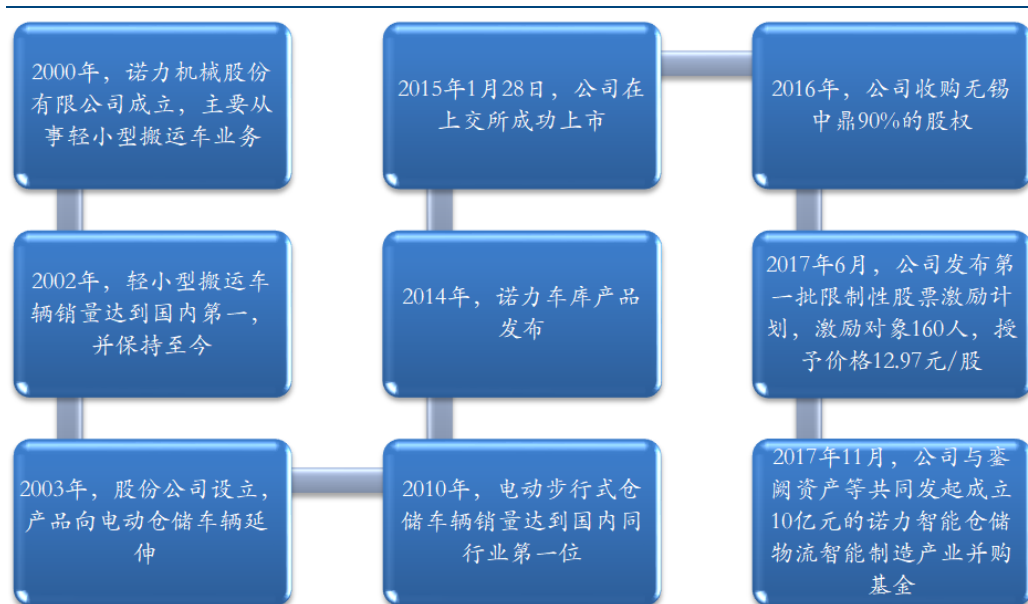 2000年，诺力机械股份
有限公司成立，主要从
事轻小型搬运车业务
2002年，轻小型搬运车
辆销量达到国内第一，
并保持至今
2003年，股份公司设立，
产品向电动仓储车辆延
伸
2010年，电动步行式仓
储车辆销量达到国内同
行业第一位
2014年，诺力车库产品
发布
2015年1月28日，公司在
上交所成功上市
2016年，公司收购无锡
中鼎90%的股权
2017年6月，公司发布第
一批限制性股票激励计
划，激励对象160人，授
予价格12.97元/股
2017年11月，公司与銮
阙资产等共同发起成立
10亿元的诺力智能仓储
物流智能制造产业并购
基金